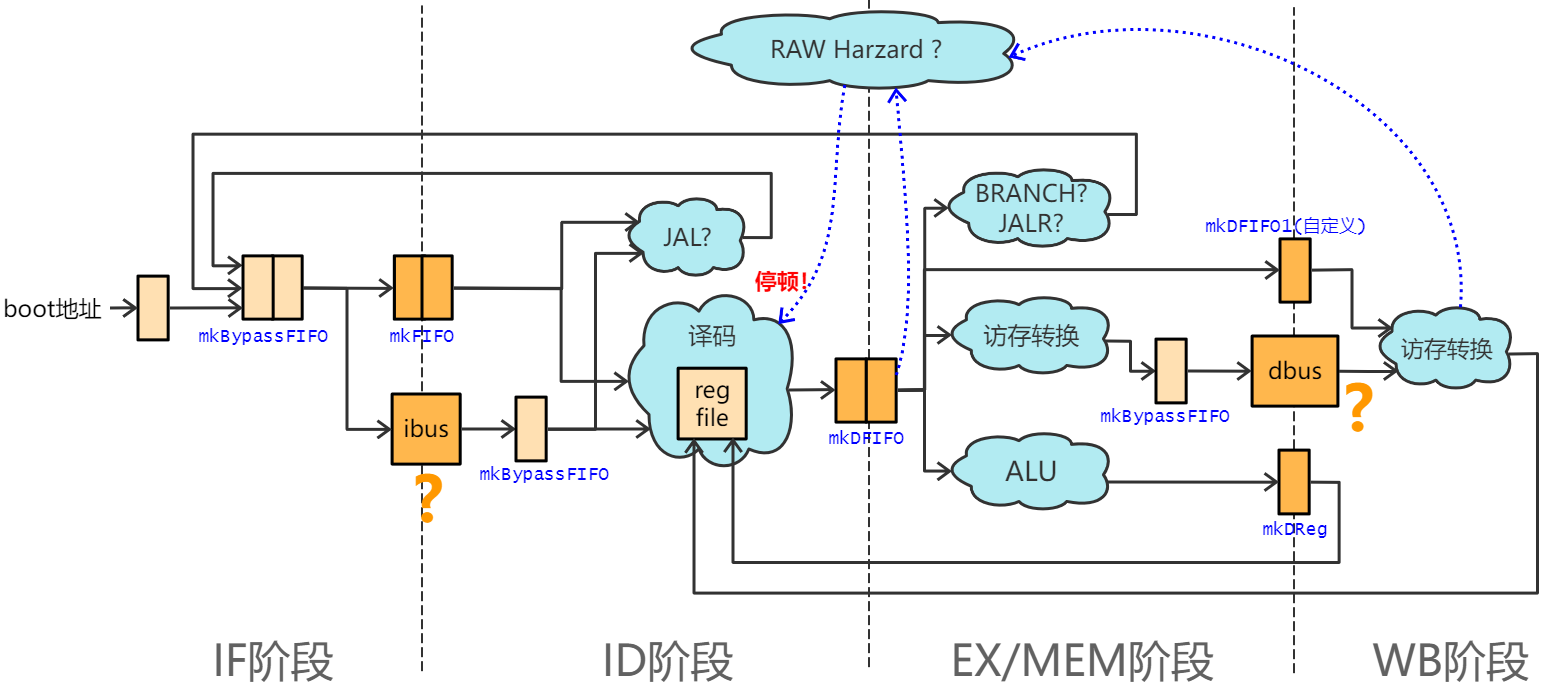 RAW Harzard ?
BRANCH?
JALR?
JAL?
mkDFIFO1(自定义)
停顿!
boot地址
mkBypassFIFO
mkFIFO
译码
访存转换
访存转换
reg
file
dbus
?
mkBypassFIFO
ibus
mkDFIFO
mkBypassFIFO
ALU
?
mkDReg
IF阶段
ID阶段
EX/MEM阶段
WB阶段